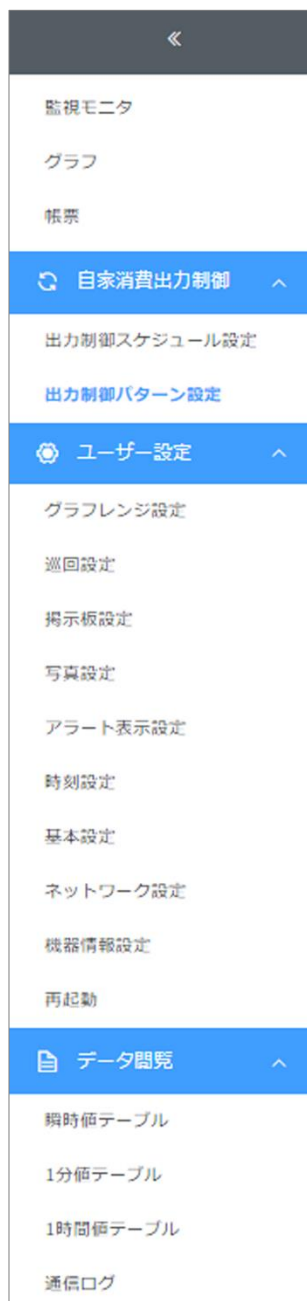 «
監視モニタ
グラフ
帳票
自家消費出力制御
出力制御スケジュール設定
出力制御パターン設定
ユーザー設定
グラフレンジ設定
巡回設定
掲示板設定
写真設定
アラート表示設定
時刻設定
基本設定
ネットワーク設定
機器情報設定
再起動
データ閲覧
瞬時値テーブル
1分値テーブル
1時間値テーブル
通信ログ